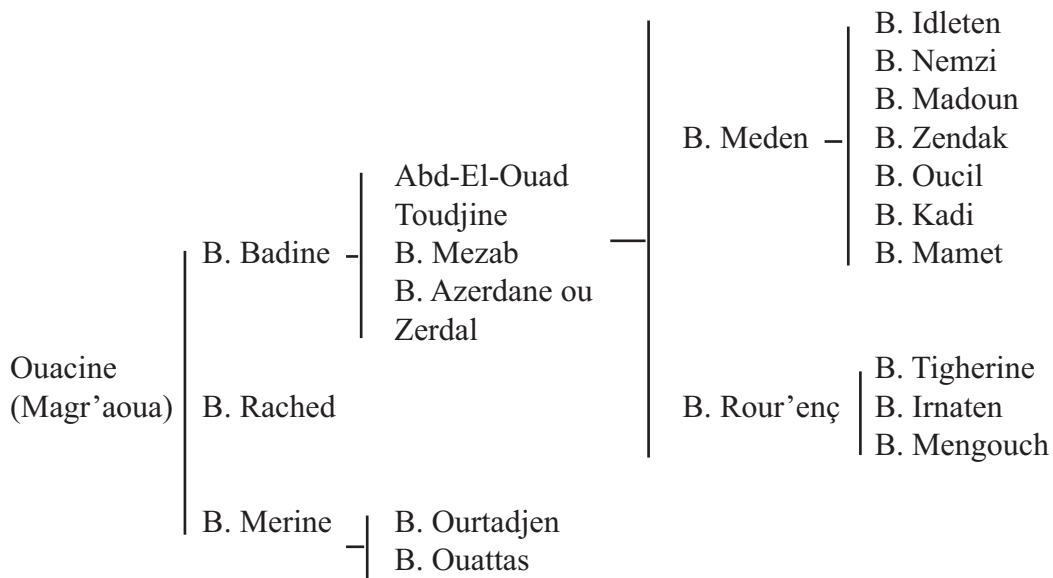 Ouacine
(Magr’aoua)
B. Badine
B. Rached
B. Merine
Abd-El-Ouad
Toudjine
B. Mezab
B. Azerdane ou
Zerdal
B. Ourtadjen
B. Ouattas
B. Meden
B. Rour’enç
B. Idleten
B. Nemzi
B. Madoun
B. Zendak
B. Oucil
B. Kadi
B. Mamet
B. Tigherine
B. Irnaten
B. Mengouch